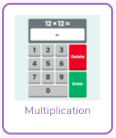 12 × 12 =
1 2 3
4 5 6
Delete
7 8 9
Enter
0
Multiplication